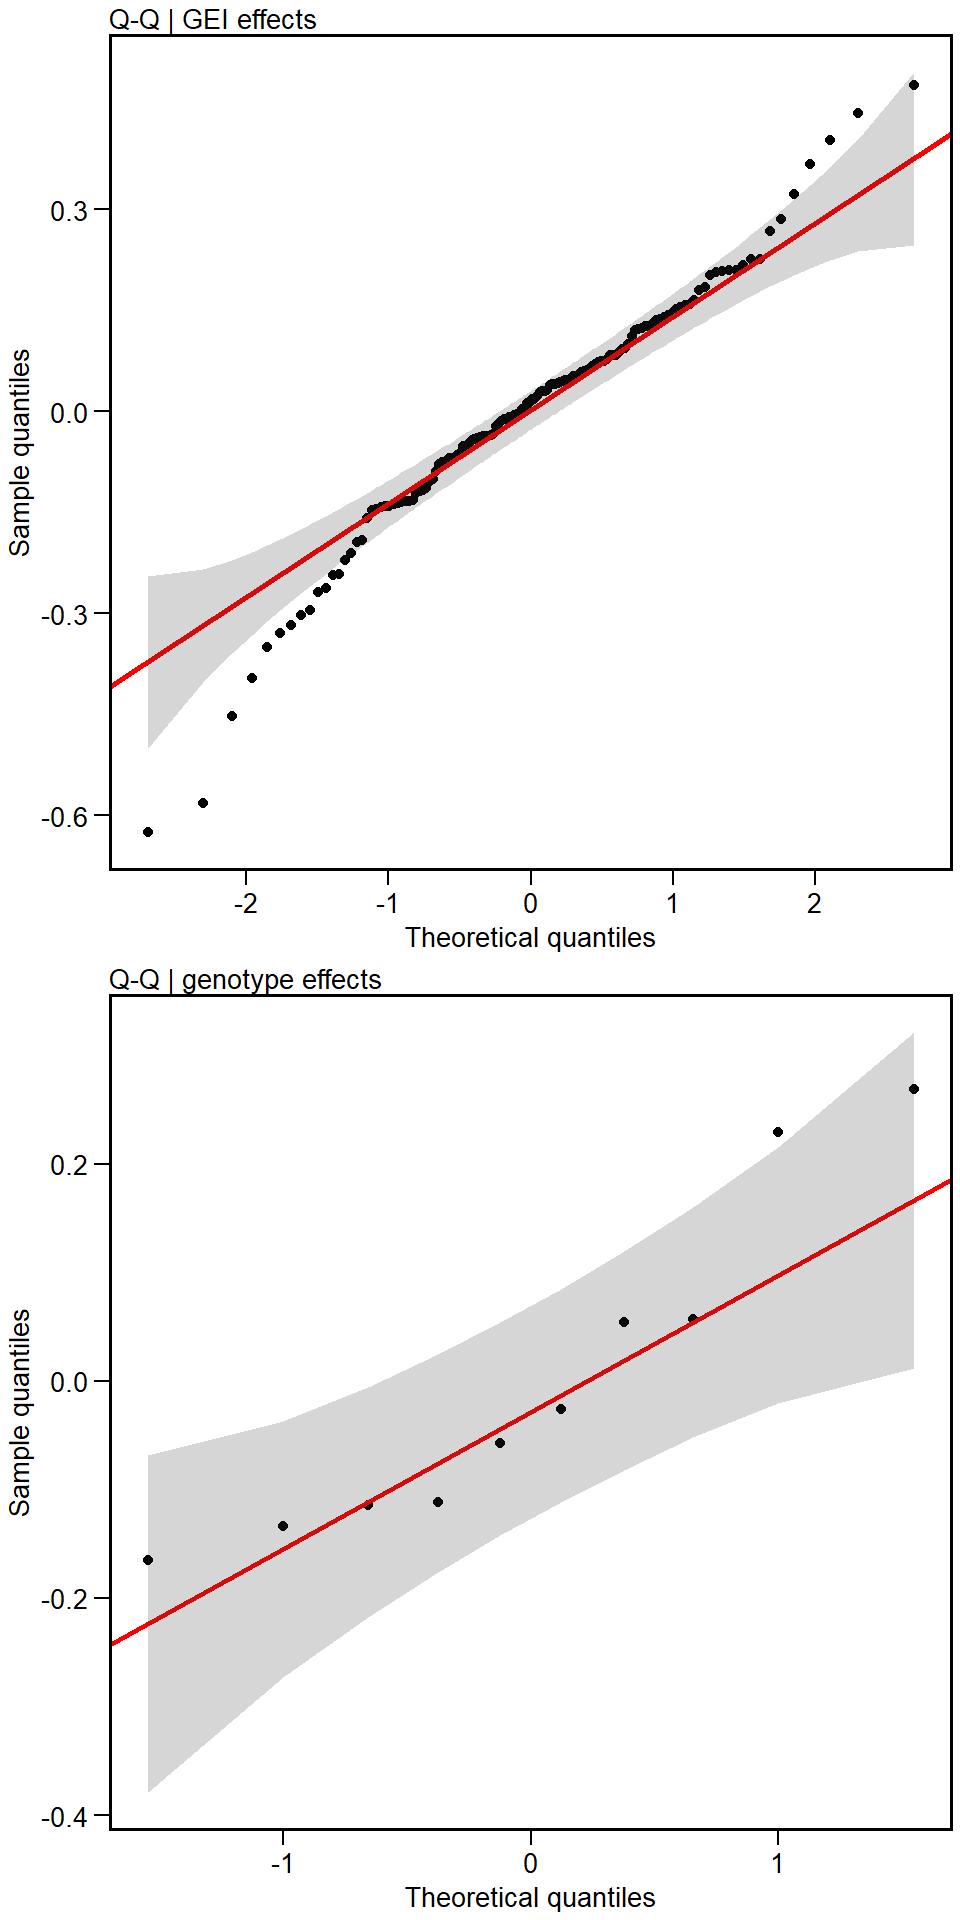 Q-Q | GEI effects
0.3
0.0
-0.3
-0.6
Sample quantiles
-2 -1 0 1 2
Theoretical quantiles
Q-Q | genotype effects
0.2
0.0
-0.2
-0.4
Sample quantiles
-1 0 1
Theoretical quantiles